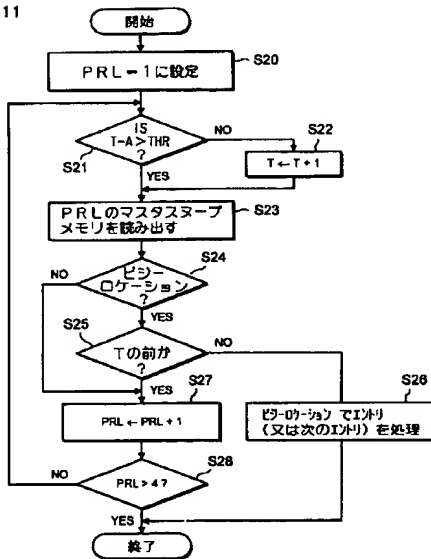 11
開始
PRL=1に設定
S20
IS
T-A>THR
?
S21
NO
S22
T←T+1
YES
PRLのマスタスヌープ
メモリを読み出す
S23
S24
NO
ビジー
ロケーション
?
YES
S25
Tの前か
?
NO
YES
S27
S26
PRL←PRL+1
ビジーロケーション でエントリ
(又は次のエントリ)を処理
NO
PRL>4?
S28
YES
終了